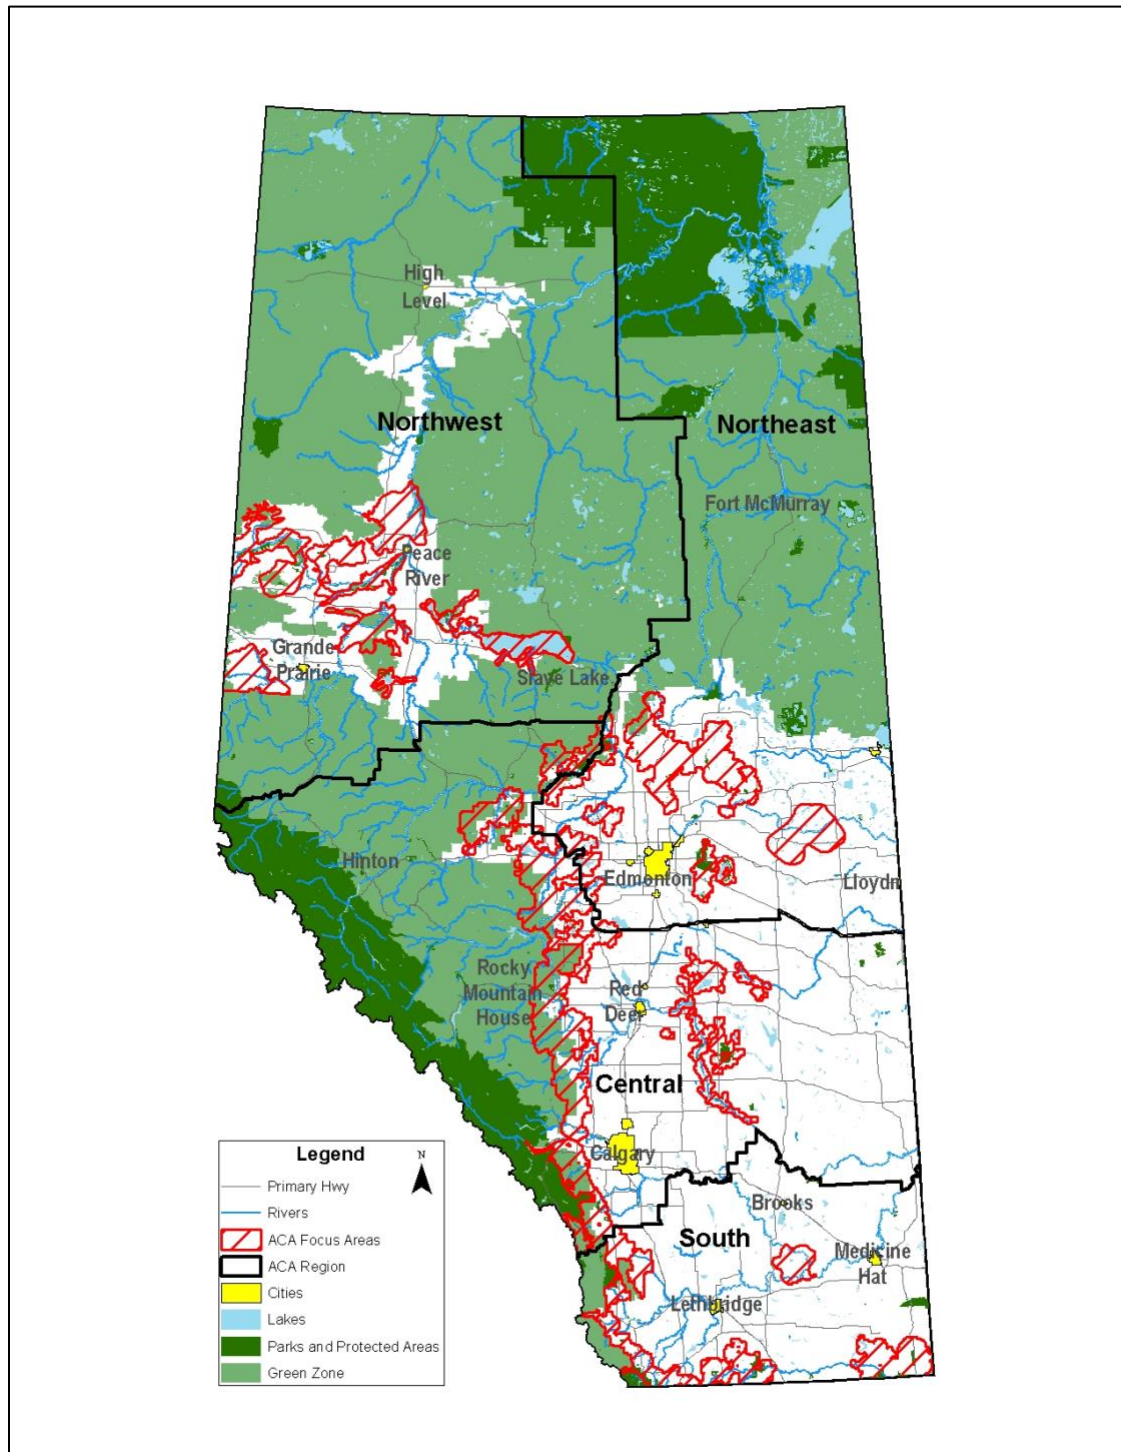 High
Level
Northwest
Northeast
Fort McMurray
Peace
River
Grande
Prairie
Slave Lake
Hinton
Edmonton
Lloydm
Rocky
Mountain
House
Red
Deer
Central
Calgary
Brooks
South
Medicine
Hat
Lethbridge
Legend
N
Primary Hwy
Rivers
ACA Focus Areas
ACA Region
Cities
Lakes
Parks and Protected Areas
Green Zone